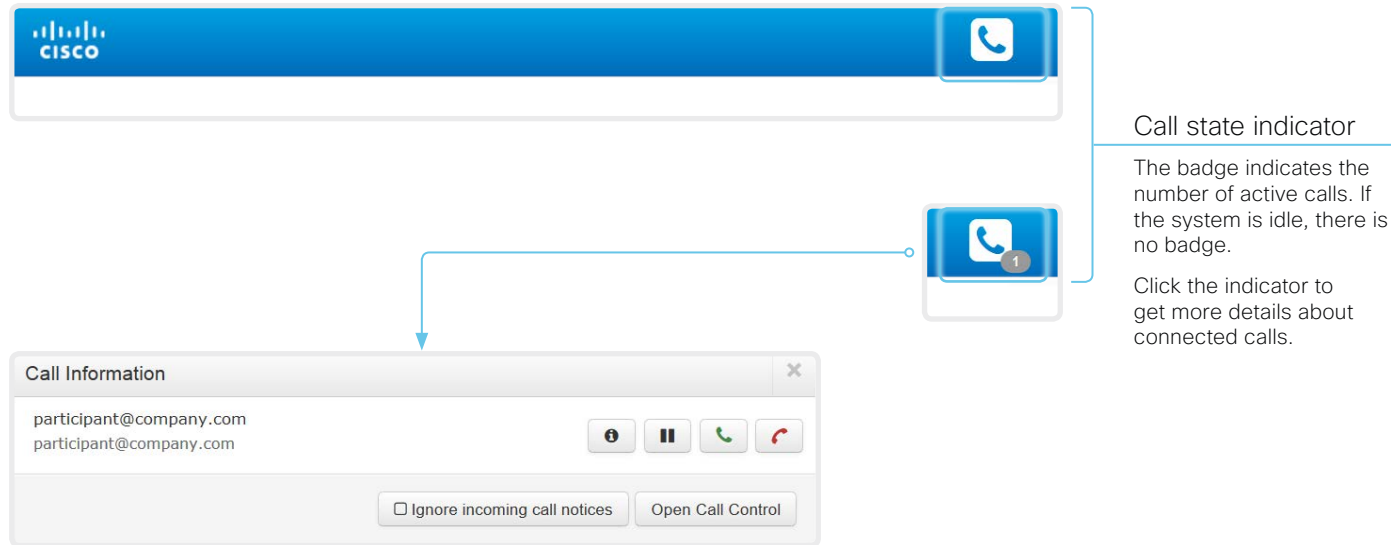 CISCO
Call state indicator
The badge indicates the
number of active calls. If
the system is idle, there is
no badge.
Click the indicator to
get more details about
connected calls.
1
Call Information
participant@company.com
participant@company.com
Ignore incoming call notices
Open Call Control